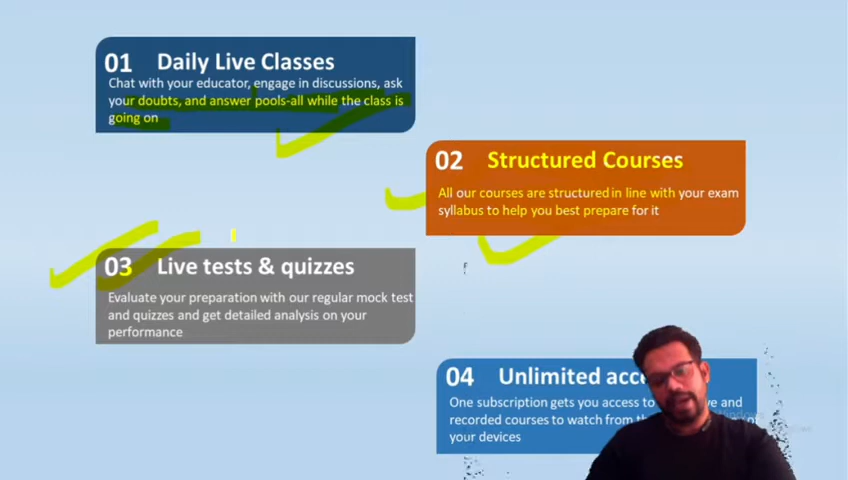 01 Daily Live Classes
Chat with your educator, engage in discussions, ask
your doubts, and answer pools-all while the class is
going on
02 Structured Courses
All our courses are structured in line with your exam
syllabus to help you best prepare for it
03 Live tests & quizzes
Evaluate your preparation with our regular mock test
and quizzes and get detailed analysis on your
performance
04 Unlimited
One subscription gets you access to and
recorded courses to watch from
your devices